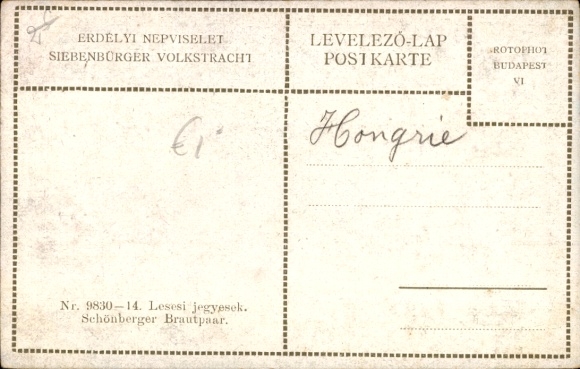 ERDÉLYI NÉPVISELET
SIEBENBÜRGER VOLKSTRACHT
LEVELEZŐ-LAP
POSTKARTE
ROTOPHOT
BUDAPEST
VI
Hongrie
€1
Nr. 9830—14. Lesesi jegyesek.
Schönberger Brautpaar.